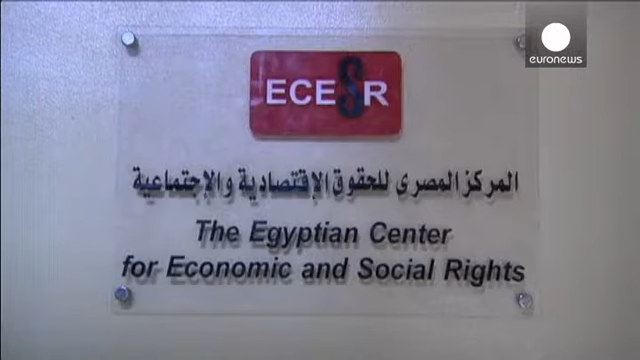 euronews
ECESR
المركز المصرى للحقوق الإقتصادية والإجتماعية
The Egyptian Center
for Economic and Social Rights